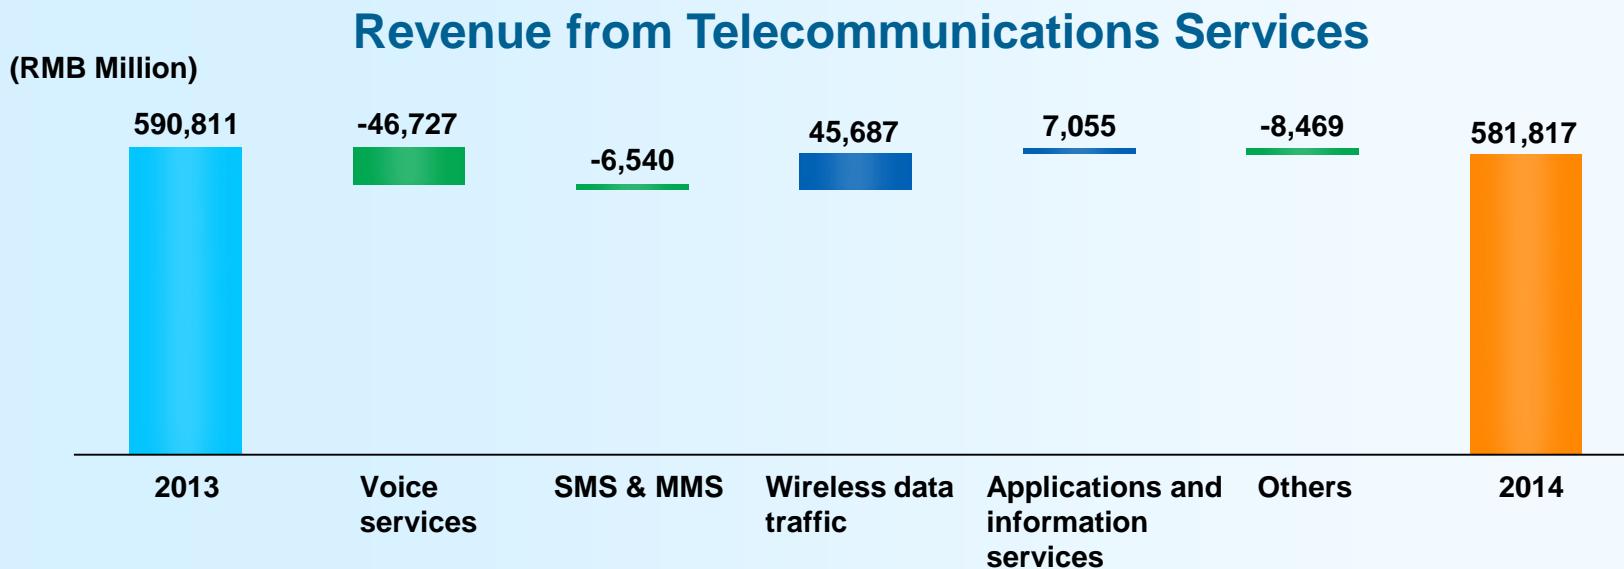 Revenue from Telecommunications Services
(RMB Million)
590,811
-46,727
-6,540
45,687
7,055
-8,469
581,817
2013
Voice
services
SMS & MMS
Wireless data
traffic
Applications and
information
services
Others
2014